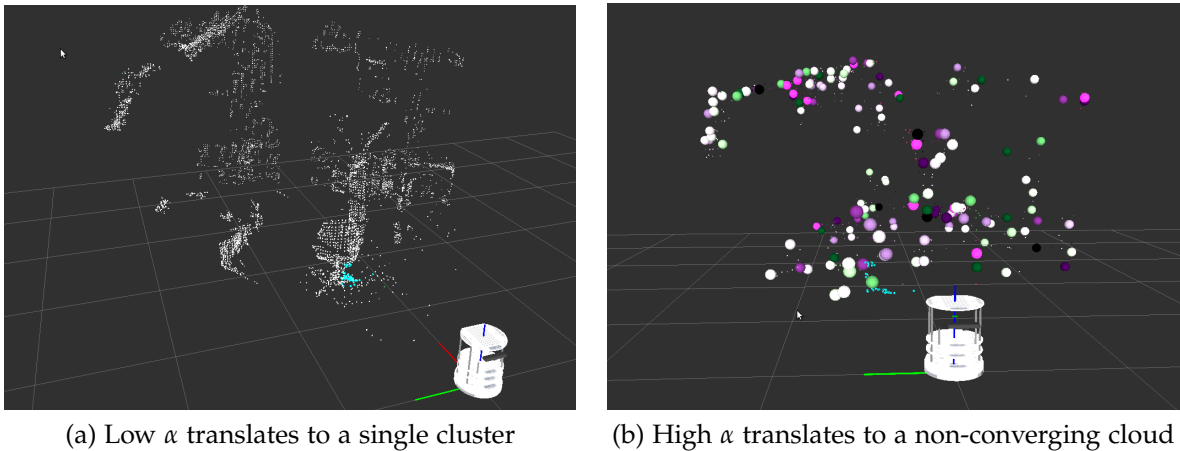 (a) Low α translates to a single cluster
(b) High α translates to a non-converging cloud